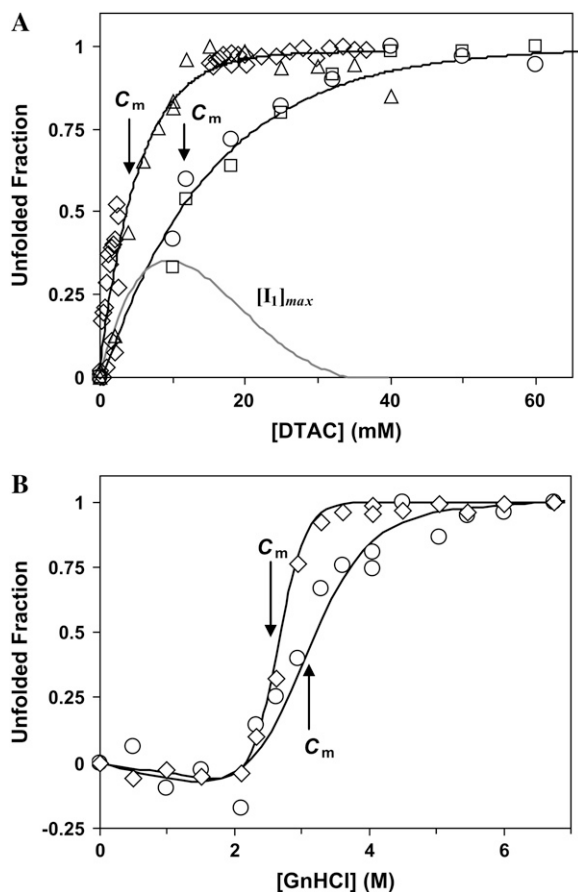 A
1
0.75
0.5
0.25
0
Unfolded Fraction
Cm
Cm
[I1]max
0
20
40
60
[DTAC] (mM)
B
1
0.75
0.5
0.25
0
-0.25
Unfolded Fraction
Cm
Cm
0
2
4
6
[GnHCl] (M)